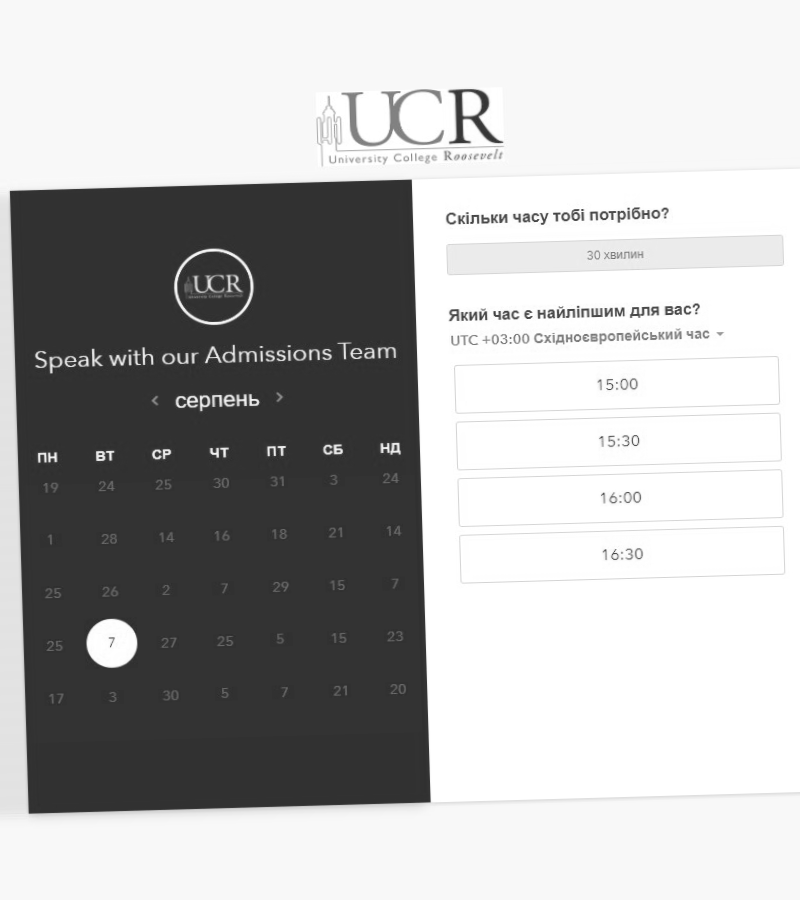 UCR
University College Roosevelt
UCR
Speak with our Admissions Team
серпень
ПН ВТ СР ЧТ ПТ СБ НД
19 24 25 30 31 3 24
1 28 14 16 18 21 14
25 26 2 7 29 15 7
25 7 27 25 5 15 23
17 3 30 5 7 21 20
Скільки часу тобі потрібно?
30 хвилин
Який час є найліпшим для вас?
UTC +03:00 Східноєвропейський час
15:00
15:30
16:00
16:30